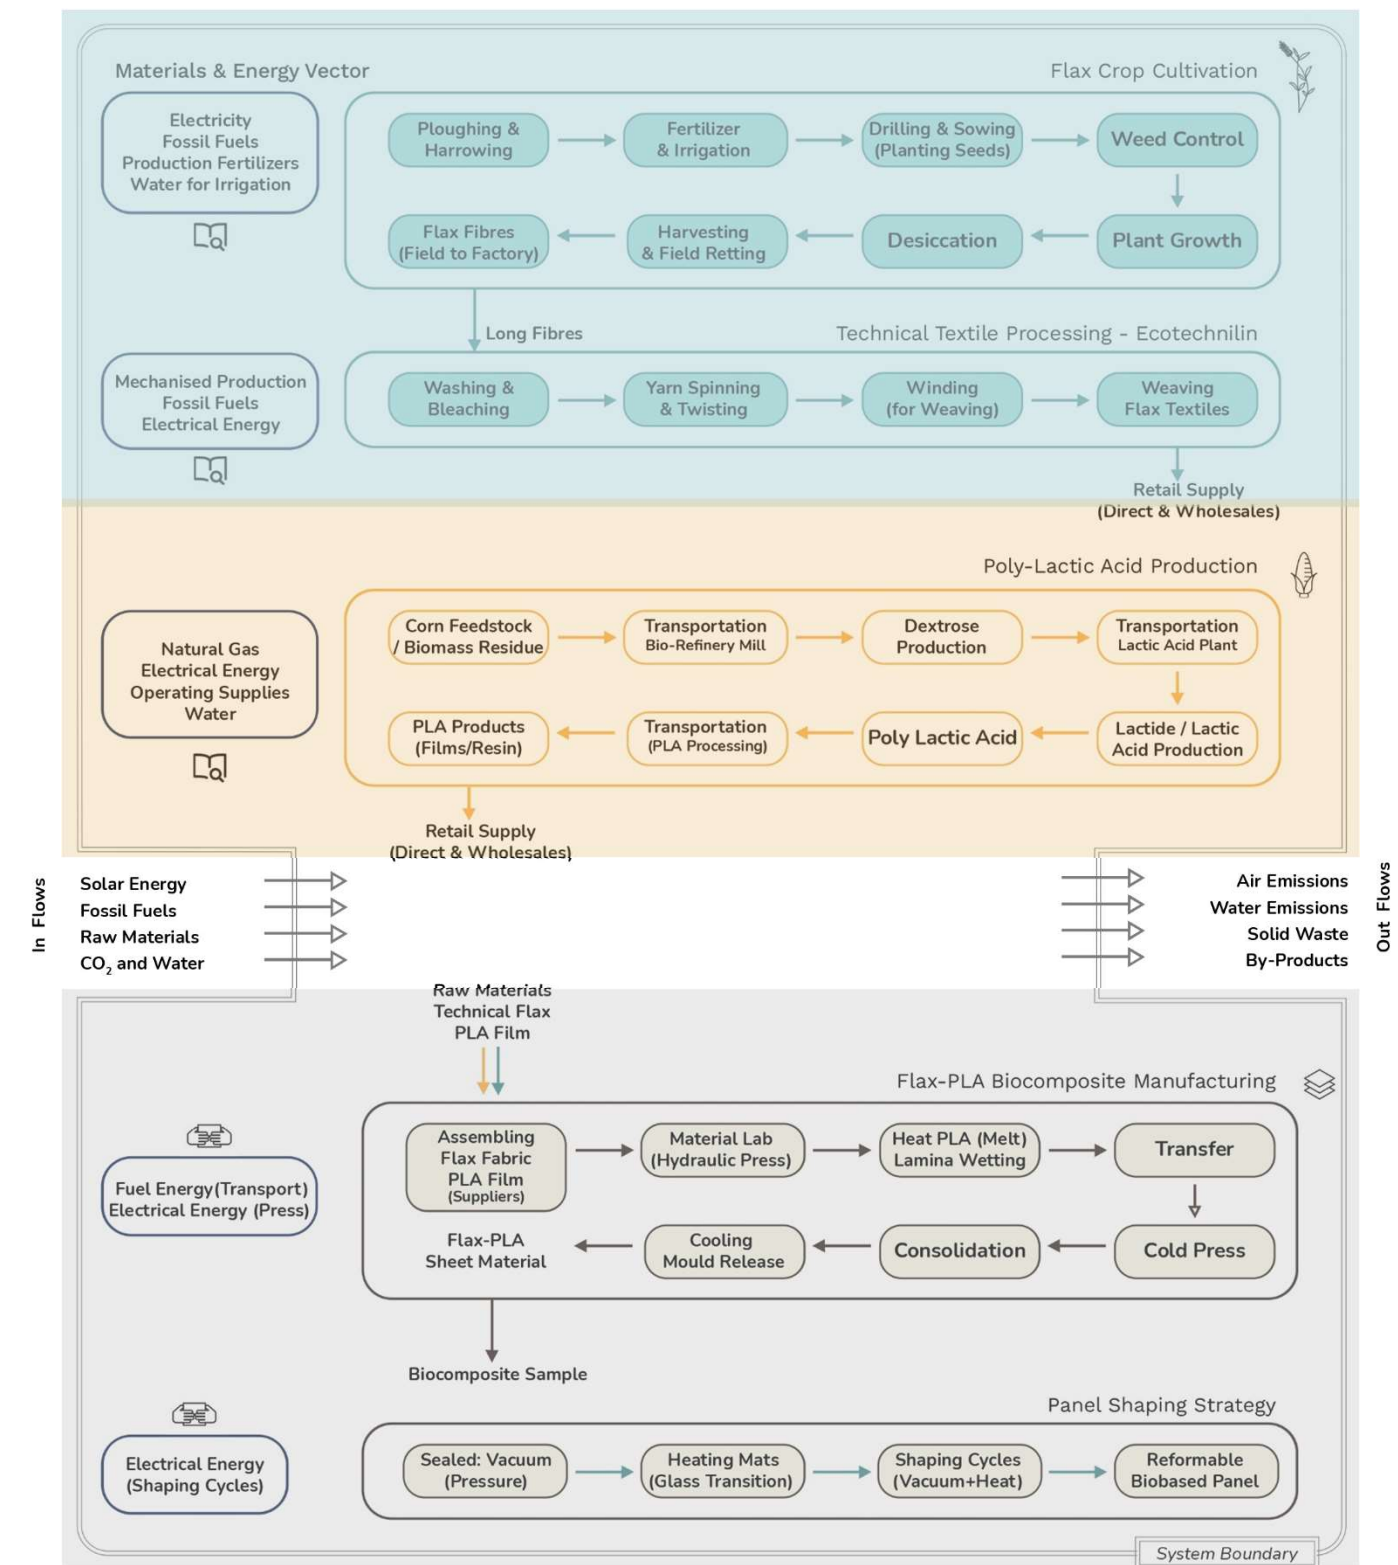 Materials & Energy Vector
Flax Crop Cultivation
Electricity
Fossil Fuels
Production Fertilizers
Water for Irrigation
Ploughing &
Harrowing
Fertilizer
& Irrigation
Drilling & Sowing
(Planting Seeds)
Weed Control
Flax Fibres
(Field to Factory)
Harvesting
& Field Retting
Desiccation
Plant Growth
Long Fibres
Technical Textile Processing - Ecotechnilin
Mechanised Production
Fossil Fuels
Electrical Energy
Washing &
Bleaching
Yarn Spinning
& Twisting
Winding
(for Weaving)
Weaving
Flax Textiles
Retail Supply
(Direct & Wholesales)
Poly-Lactic Acid Production
Natural Gas
Electrical Energy
Operating Supplies
Water
Corn Feedstock
/ Biomass Residue
Transportation
Bio-Refinery Mill
Dextrose
Production
Transportation
Lactic Acid Plant
PLA Products
(Films/Resin)
Transportation
(PLA Processing)
Poly Lactic Acid
Lactide / Lactic
Acid Production
Retail Supply
(Direct & Wholesales)
In Flows
Solar Energy
Fossil Fuels
Raw Materials
CO2 and Water
Air Emissions
Water Emissions
Solid Waste
By-Products
Out Flows
Raw Materials
Technical Flax
PLA Film
Flax-PLA Biocomposite Manufacturing
Fuel Energy(Transport)
Electrical Energy (Press)
Assembling
Flax Fabric
PLA Film
(Suppliers)
Material Lab
(Hydraulic Press)
Heat PLA (Melt)
Lamina Wetting
Transfer
Flax-PLA
Sheet Material
Cooling
Mould Release
Consolidation
Cold Press
Biocomposite Sample
Panel Shaping Strategy
Electrical Energy
(Shaping Cycles)
Sealed: Vacuum
(Pressure)
Heating Mats
(Glass Transition)
Shaping Cycles
(Vacuum+Heat)
Reformable
Biobased Panel
System Boundary